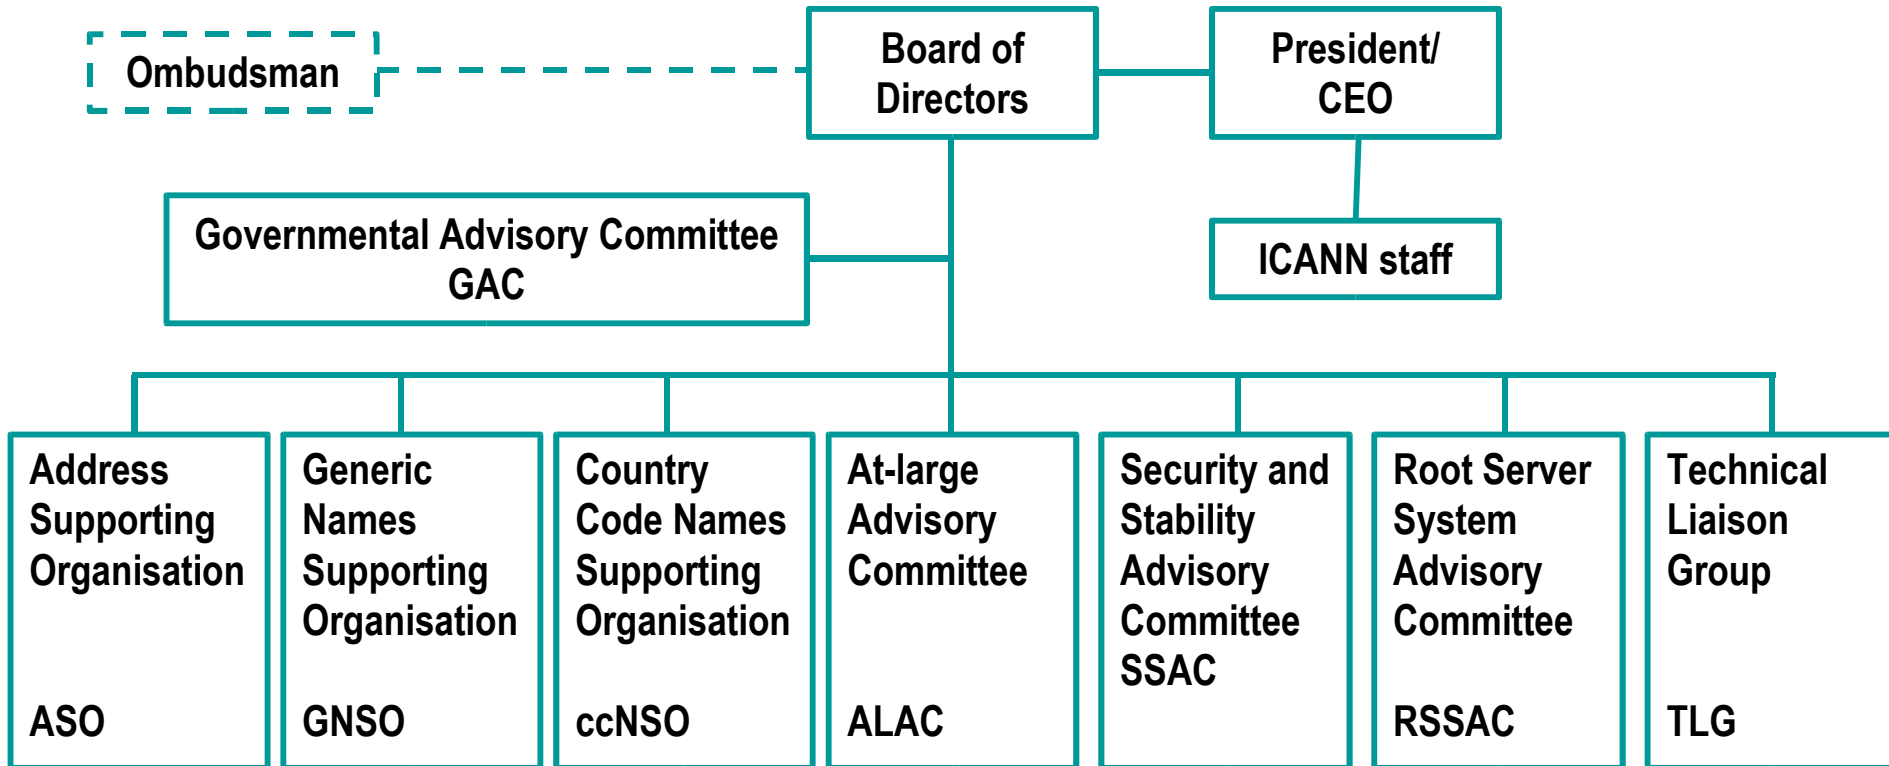 Ombudsman
Board of
Directors
President/
CEO
Governmental Advisory Committee
GAC
ICANN staff
Address
Supporting
Organisation
ASO
Generic
Names
Supporting
Organisation
GNSO
Country
Code Names
Supporting
Organisation
ccNSO
At-large
Advisory
Committee
ALAC
Security and
Stability
Advisory
Committee
SSAC
Root Server
System
Advisory
Committee
RSSAC
Technical
Liaison
Group
TLG